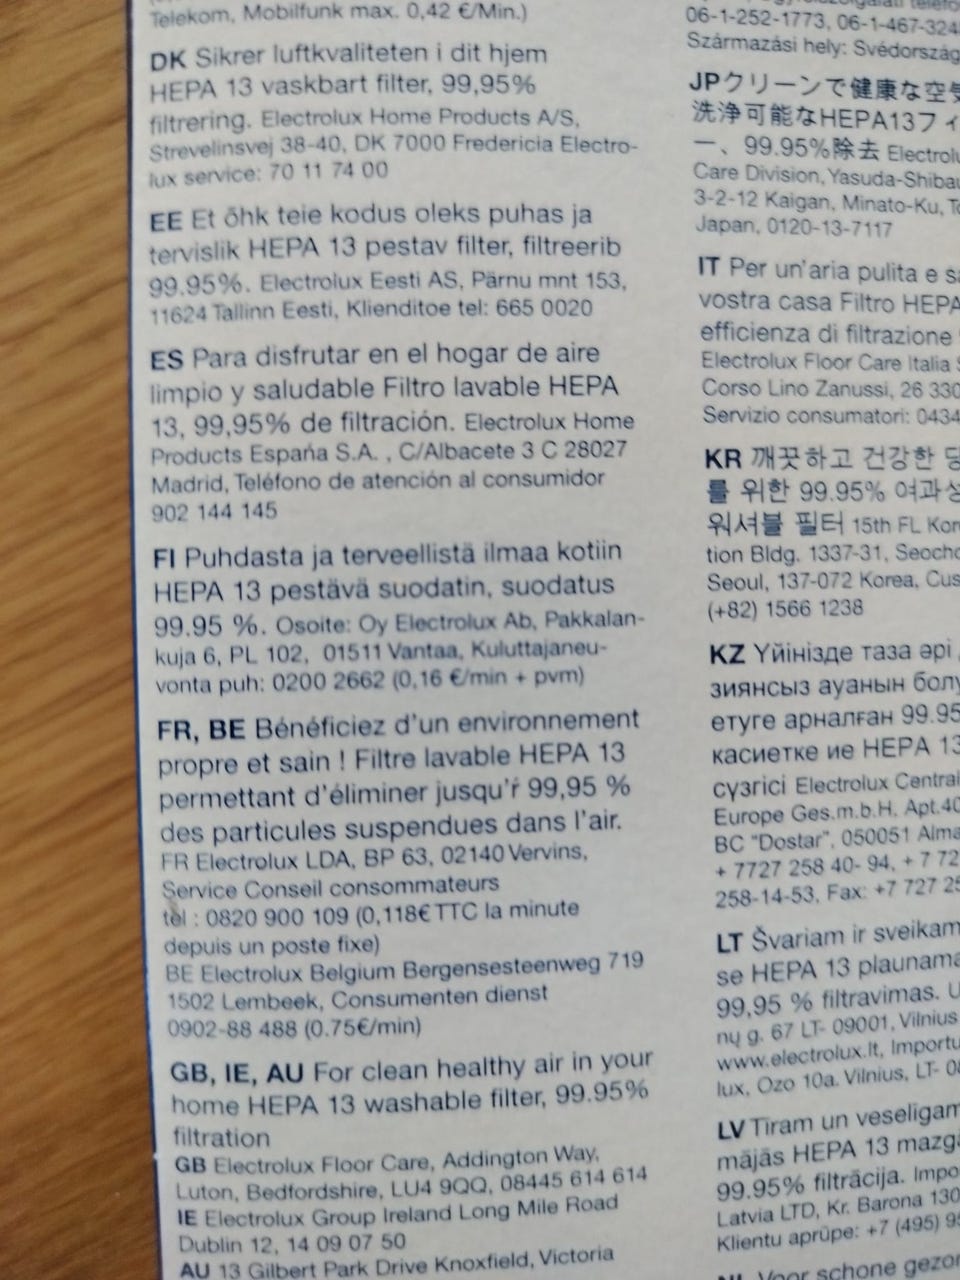 Telekom, Mobilfunk max. 0,42 €/Min.)
DK Sikrer luftkvaliteten i dit hjem
HEPA 13 vaskbart filter, 99,95%
filtrering. Electrolux Home Products A/S,
Strevelinsvej 38-40, DK 7000 Fredericia Electro-
lux service: 70 11 74 00
EE Et õhk teie kodus oleks puhas ja
tervislik HEPA 13 pestav filter, filtreerib
99.95%. Electrolux Eesti AS, Pärnu mnt 153,
11624 Tallinn Eesti, Klienditoe tel: 665 0020
ES Para disfrutar en el hogar de aire
limpio y saludable Filtro lavable HEPA
13, 99,95% de filtración. Electrolux Home
Products Espańa S.A. , C/Albacete 3 C 28027
Madrid, Teléfono de atención al consumidor
902 144 145
FI Puhdasta ja terveellistä ilmaa kotiin
HEPA 13 pestävä suodatin, suodatus
99.95 %. Osoite: Oy Electrolux Ab, Pakkalan-
kuja 6, PL 102, 01511 Vantaa, Kuluttajaneu-
vonta puh: 0200 2662 (0,16 €/min + pvm)
FR, BE Bénéficiez d'un environnement
propre et sain ! Filtre lavable HEPA 13
permettant d'éliminer jusqu'ŕ 99,95 %
des particules suspendues dans l'air.
FR Electrolux LDA, BP 63, 02140 Vervins,
Service Conseil consommateurs
tèl : 0820 900 109 (0,118€ TTC la minute
depuis un poste fixe)
BE Electrolux Belgium Bergensesteenweg 719
1502 Lembeek, Consumenten dienst
0902-88 488 (0.75€/min)
GB, IE, AU For clean healthy air in your
home HEPA 13 washable filter, 99.95%
filtration
GB Electrolux Floor Care, Addington Way,
Luton, Bedfordshire, LU4 9QQ, 08445 614 614
IE Electrolux Group Ireland Long Mile Road
Dublin 12, 14 09 07 50
AU 13 Gilbert Park Drive Knoxfield, Victoria
06-1-252-1773, 06-1-467-324
Származási hely: Svédország
JPクリーンで健康な空気
洗浄可能なHEPA13フィ
ー、99.95%除去 Electrolu
Care Division, Yasuda-Shibau
3-2-12 Kaigan, Minato-Ku, To
Japan, 0120-13-7117
IT Per un'aria pulita e sa
vostra casa Filtro HEPA
efficienza di filtrazione
Electrolux Floor Care Italia S
Corso Lino Zanussi, 26 330
Servizio consumatori: 0434
KR 깨끗하고 건강한 당
를 위한 99.95% 여과성
워셔블 필터 15th FL Kor
tion Bldg. 1337-31, Seocho
Seoul, 137-072 Korea, Cus
(+82) 1566 1238
KZ Үйінізде таза әрі
зиянсыз ауанын болу
етуге арналған 99.95
касиетке ие HEPA 13
сүзгісі Electrolux Central
Europe Ges.m.b.H. Apt.40
BC "Dostar", 050051 Alma
+ 7727 258 40- 94, + 7 72
258-14-53, Fax: +7 727 25
LT Švariam ir sveikam
se HEPA 13 plaunama
99,95 % filtravimas. U
nų g. 67 LT- 09001, Vilnius
www.electrolux.lt, Importu
lux, Ozo 10a. Vilnius, LT- 08
LV Tīram un veselīgam
mājās HEPA 13 mazgā
99.95% filtrācija. Impo
Latvia LTD, Kr. Barona 130
Klientu aprūpe: +7 (495) 95
NL Voor schone gezon